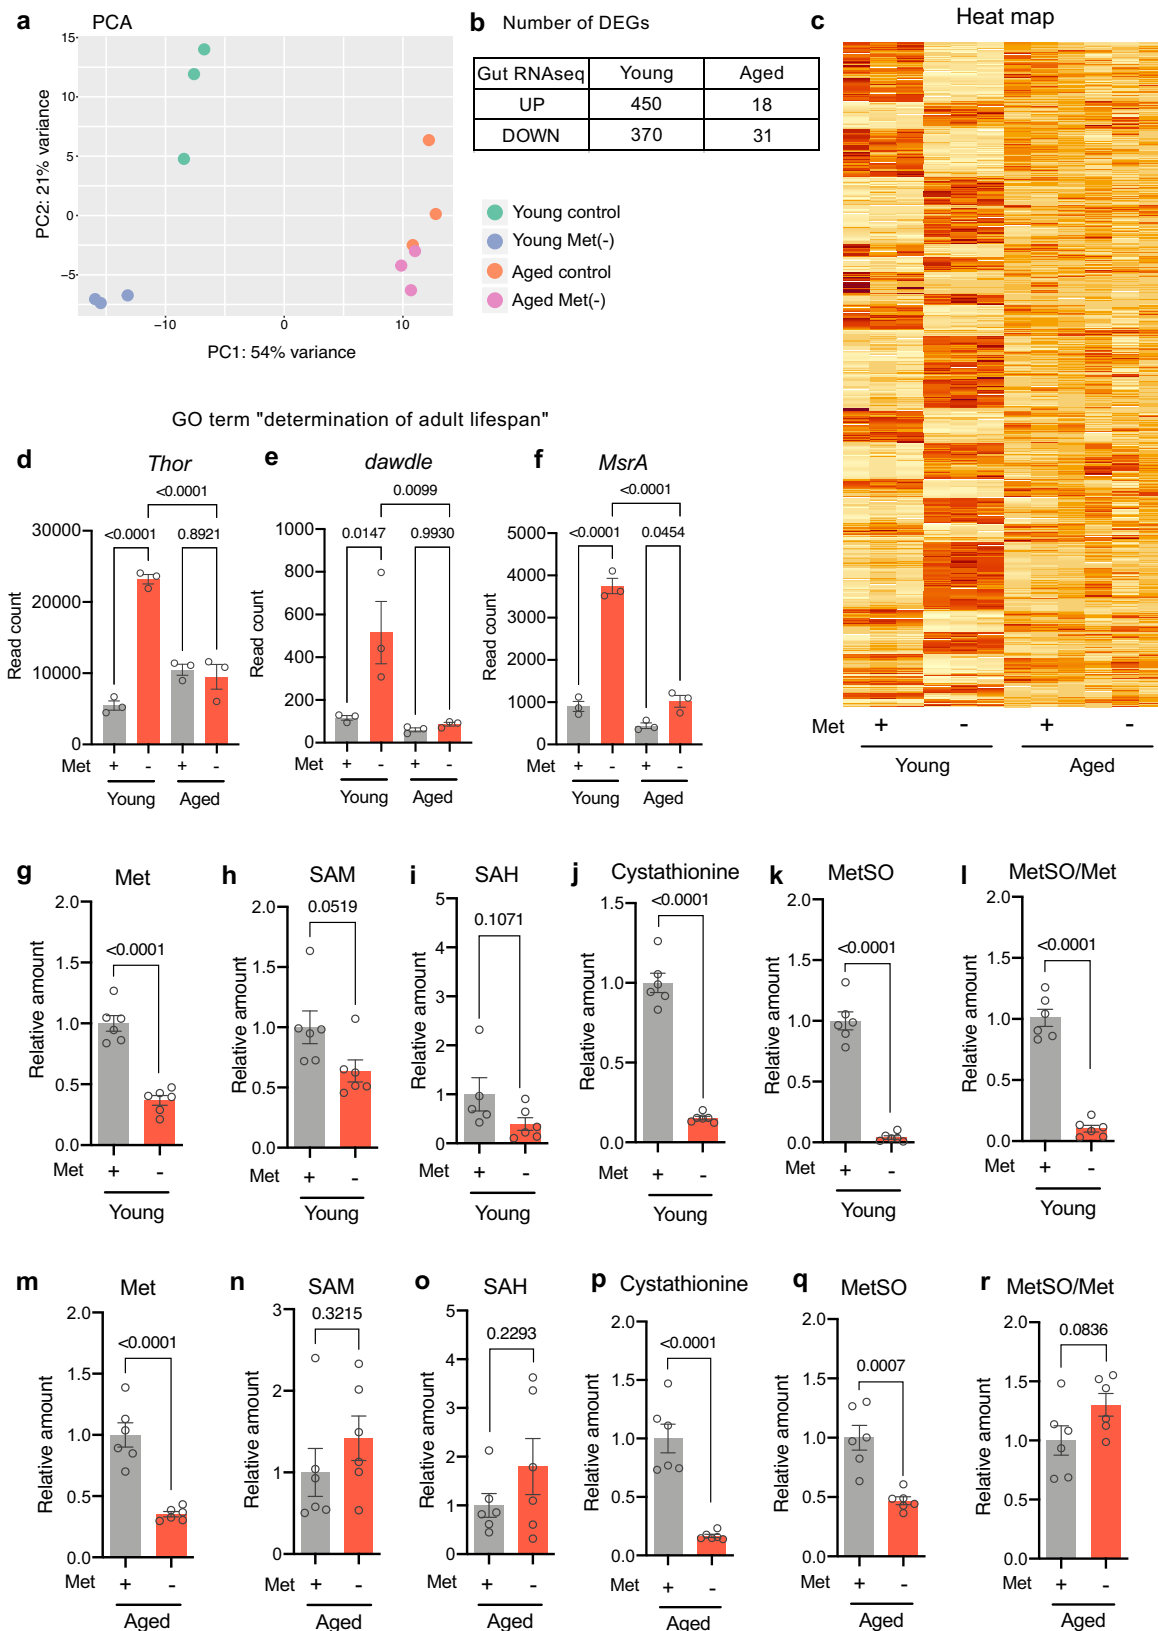 a PCA
15
10
5
0
−5
−10 0 10
PC2: 21% variance
PC1: 54% variance
b Number of DEGs
Gut RNAseq Young Aged
UP 450 18
DOWN 370 31
Young control
Young Met(-)
Aged control
Aged Met(-)
c Heat map
Met + - + -
Young Aged
GO term "determination of adult lifespan"
d Thor
<0.0001
<0.0001 0.8921
30000
20000
10000
0
Read count
Met + - + -
Young Aged
e dawdle
0.0099
0.0147 0.9930
1000
800
600
400
200
0
Read count
Met + - + -
Young Aged
f MsrA
<0.0001
<0.0001 0.0454
5000
4000
3000
2000
1000
0
Read count
Met + - + -
Young Aged
g Met
<0.0001
2.0
1.5
1.0
0.5
0.0
Relative amount
Met + -
Young
h SAM
0.0519
2.0
1.5
1.0
0.5
0.0
Relative amount
+ -
Young
i SAH
0.1071
5
4
3
2
1
0
Relative amount
Met + -
Young
j Cystathionine
<0.0001
1.5
1.0
0.5
0.0
Relative amount
Met + -
Young
k MetSO
<0.0001
2.0
1.5
1.0
0.5
0.0
Relative amount
Met + -
Young
l MetSO/Met
<0.0001
2.0
1.5
1.0
0.5
0.0
Relative amount
Met + -
Young
m Met
<0.0001
2.0
1.5
1.0
0.5
0.0
Relative amount
Met + -
Aged
n SAM
0.3215
3
2
1
0
Relative amount
Met + -
Aged
o SAH
0.2293
5
4
3
2
1
0
Relative amount
Met + -
Aged
p Cystathionine
<0.0001
2.0
1.5
1.0
0.5
0.0
Relative amount
Met + -
Aged
q MetSO
0.0007
2.0
1.5
1.0
0.5
0.0
Relative amount
Met + -
Aged
r MetSO/Met
0.0836
2.0
1.5
1.0
0.5
0.0
Relative amount
Met + -
Aged